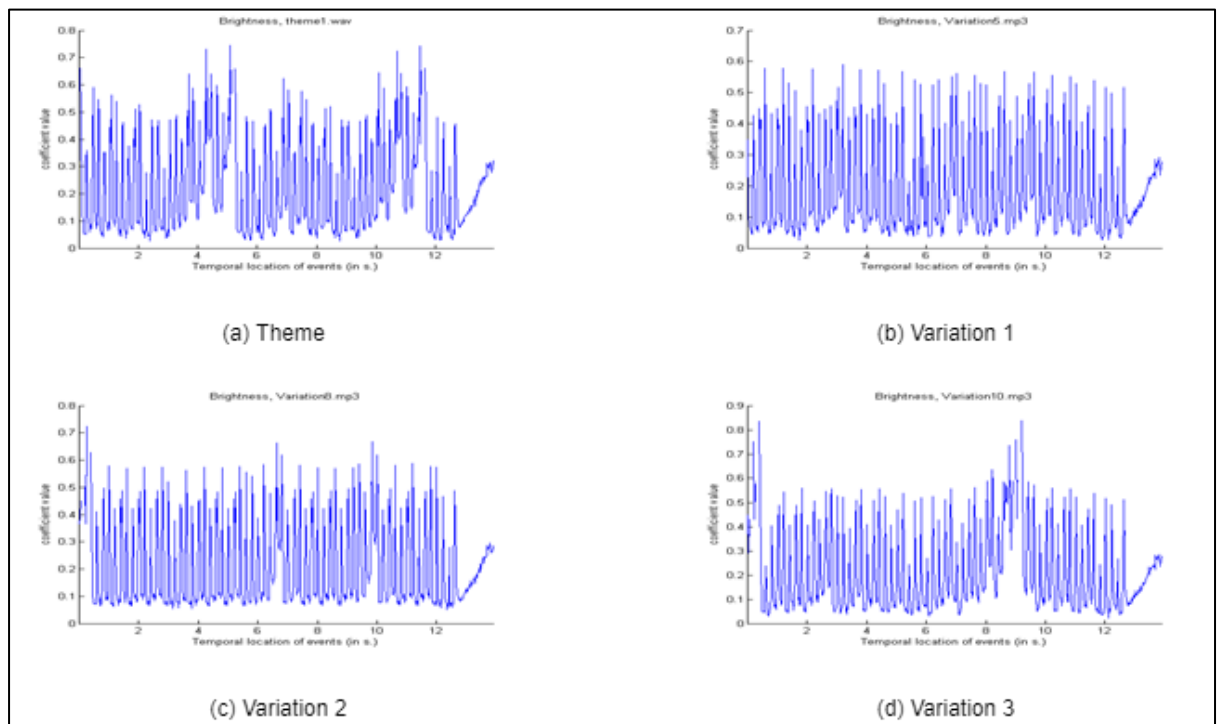 Brightness, theme1.wav
0.8
0.7
0.6
0.5
0.4
0.3
0.2
0.1
0
coefficient value
2 4 6 8 10 12
Temporal location of events (in s.)
(a) Theme
Brightness, Variation5.mp3
0.7
0.6
0.5
0.4
0.3
0.2
0.1
0
coefficient value
2 4 6 8 10 12
Temporal location of events (in s.)
(b) Variation 1
Brightness, Variation8.mp3
0.8
0.7
0.6
0.5
0.4
0.3
0.2
0.1
0
coefficient value
2 4 6 8 10 12
Temporal location of events (in s.)
(c) Variation 2
Brightness, Variation10.mp3
0.9
0.8
0.7
0.6
0.5
0.4
0.3
0.2
0.1
0
coefficient value
2 4 6 8 10 12
Temporal location of events (in s.)
(d) Variation 3